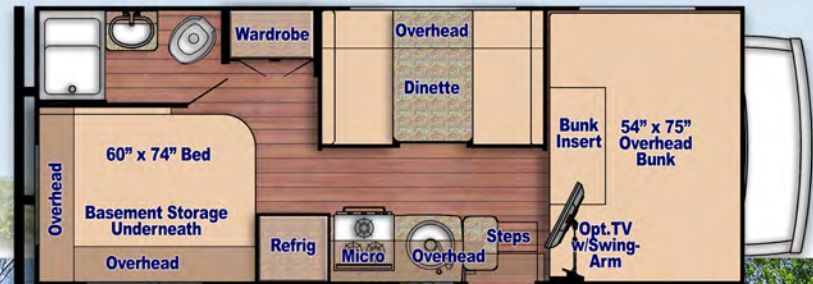 Wardrobe
Overhead
Dinette
60” x 74” Bed
Basement Storage
Underneath
Overhead
Overhead
Refrig
Micro
Overhead
Steps
Bunk
Insert
54” x 75”
Overhead
Bunk
Opt.TV
w/Swing-
Arm